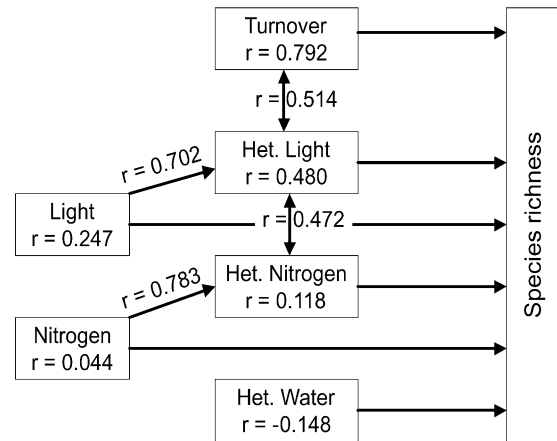 Turnover
r = 0.792
r = 0.514
r = 0.702
Het. Light
r = 0.480
Light
r = 0.247
r = 0.472
r = 0.783
Het. Nitrogen
r = 0.118
Nitrogen
r = 0.044
Het. Water
r = -0.148
Species richness